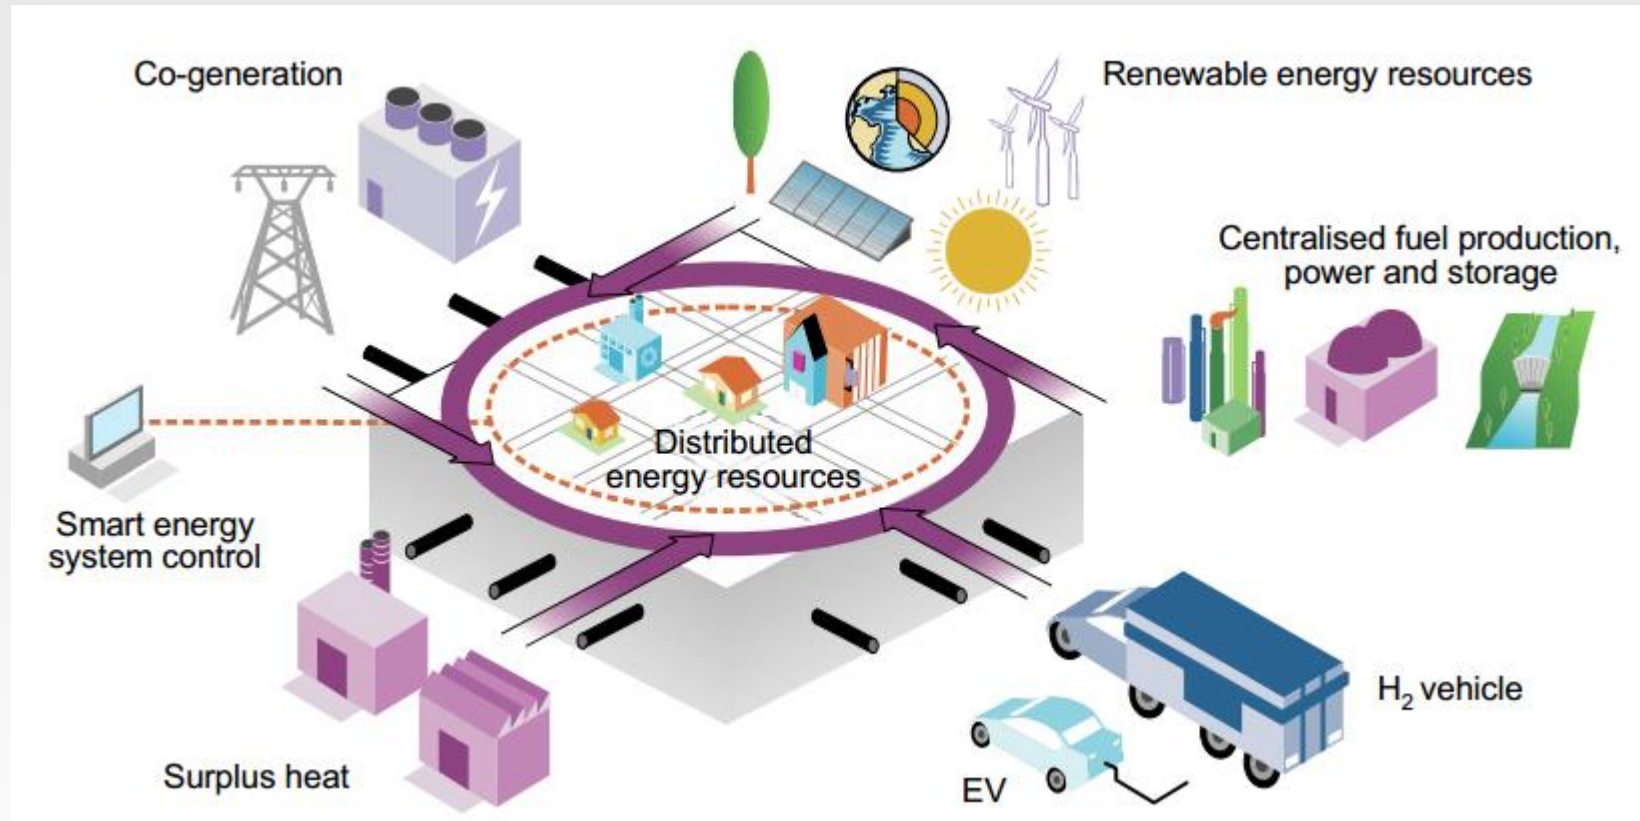 Co-generation
Renewable energy resources
Centralised fuel production,
power and storage
Distributed
energy resources
Smart energy
system control
Surplus heat
EV
H₂ vehicle